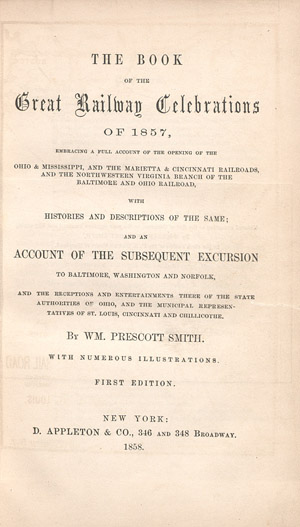 THE BOOK
OF THE
Great Railway Celebrations
OF 1857,
EMBRACING A FULL ACCOUNT OF THE OPENING OF THE
OHIO & MISSISSIPPI, AND THE MARIETTA & CINCINNATI RAILROADS,
AND THE NORTHWESTERN VIRGINIA BRANCH OF THE
BALTIMORE AND OHIO RAILROAD,
WITH
HISTORIES AND DESCRIPTIONS OF THE SAME;
AND AN
ACCOUNT OF THE SUBSEQUENT EXCURSION
TO BALTIMORE, WASHINGTON AND NORFOLK,
AND THE RECEPTIONS AND ENTERTAINMENTS THERE OF THE STATE
AUTHORITIES OF OHIO, AND THE MUNICIPAL REPRESEN-
TATIVES OF ST. LOUIS, CINCINNATI AND CHILLICOTHE.
BY WM. PRESCOTT SMITH.
WITH NUMEROUS ILLUSTRATIONS.
FIRST EDITION.
NEW YORK:
D. APPLETON & CO., 346 AND 348 BROADWAY.
1858.